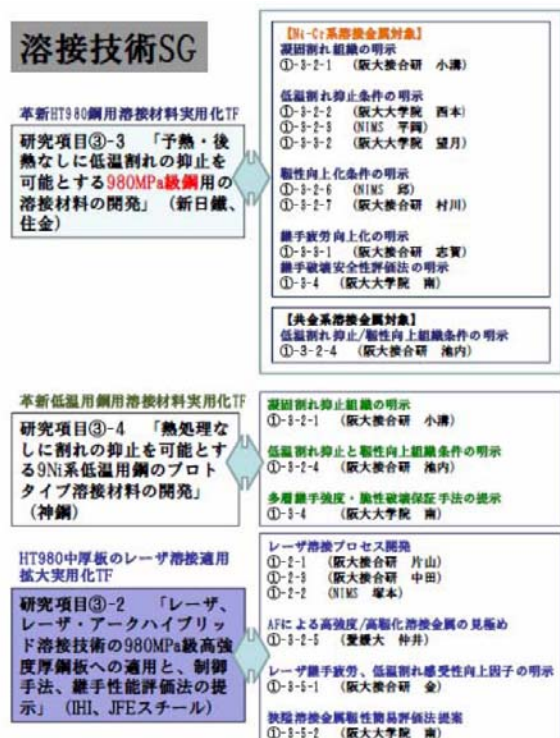 溶接技術SG
革新HT980鋼用溶接材料実用化TF
研究項目③-3 「予熱・後
熱なしに低温割れの抑止を
可能とする980MPa級鋼用の
溶接材料の開発」(新日鐵、
住金)
【Ni-Cr系溶接金属対象】
凝固割れ組織の明示
①-3-2-1 (阪大接合研 小溝)
低温割れ抑止条件の明示
①-3-2-2 (阪大大学院 西本)
①-3-2-3 (NIMS 平岡)
①-3-3-2 (阪大大学院 望月)
靱性向上化条件の明示
①-3-2-6 (NIMS 邱)
①-3-2-7 (阪大接合研 村川)
継手疲労向上化の明示
①-3-3-1 (阪大接合研 志賀)
継手破壊安全性評価法の明示
①-3-4 (阪大大学院 南)
【共金系溶接金属対象】
低温割れ抑止/靱性向上組織条件の明示
①-3-2-4 (阪大接合研 池内)
革新低温用鋼用溶接材料実用化TF
研究項目③-4 「熱処理な
しに割れの抑止を可能とす
る9Ni系低温用鋼のプロト
タイプ溶接材料の開発」
(神鋼)
凝固割れ抑止組織の明示
①-3-2-1 (阪大接合研 小溝)
低温割れ抑止と靱性向上組織条件の明示
①-3-2-4 (阪大接合研 池内)
多層継手強度・脆性破壊保証手法の提示
①-3-4 (阪大大学院 南)
HT980中厚板のレーザ溶接適用
拡大実用化TF
研究項目③-2 「レーザ、
レーザ・アークハイブリッ
ド溶接技術の980MPa級高強
度厚鋼板への適用と、制御
手法、継手性能評価法の提
示」(IHI、JFEスチール)
レーザ溶接プロセス開発
①-2-1 (阪大接合研 片山)
①-2-3 (阪大接合研 中田)
①-2-2 (NIMS 塚本)
AFによる高強度/高靱化溶接金属の見極め
①-3-2-5 (愛媛大 仲井)
レーザ継手疲労、低温割れ感受性向上因子の明示
①-3-5-1 (阪大接合研 金)
狭隘溶接金属靱性簡易評価法提案
①-3-5-2 (阪大大学院 南)